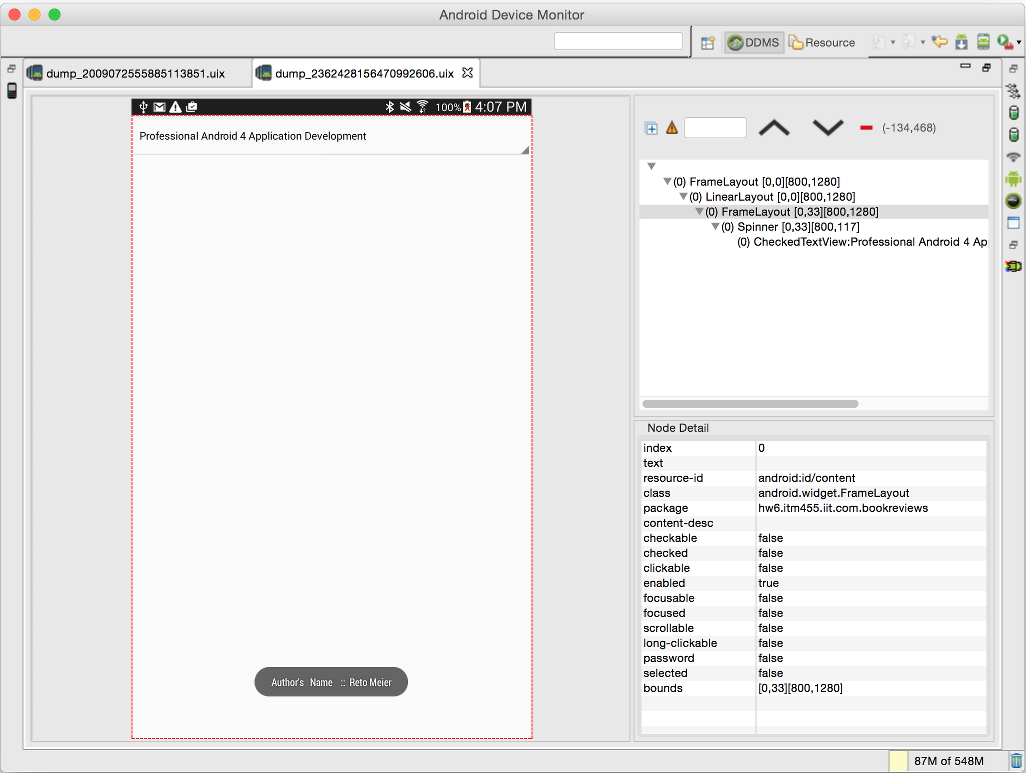 Android Device Monitor
DDMS
Resource
dump_2009072555885113851.uix
dump_2362428156470992606.uix
100%
4:07 PM
Professional Android 4 Application Development
Author's Name :: Reto Meier
(-134,468)
(0) FrameLayout [0,0][800,1280]
(0) LinearLayout [0,0][800,1280]
(0) FrameLayout [0,33][800,1280]
(0) Spinner [0,33][800,117]
(0) CheckedTextView:Professional Android 4 Ap
Node Detail
index 0
text
resource-id android:id/content
class android.widget.FrameLayout
package hw6.itm455.iit.com.bookreviews
content-desc
checkable false
checked false
clickable false
enabled true
focusable false
focused false
scrollable false
long-clickable false
password false
selected false
bounds [0,33][800,1280]
87M of 548M